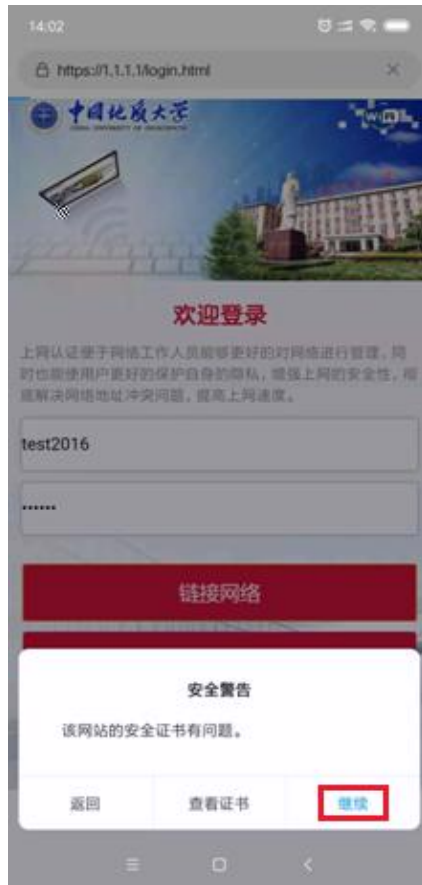 14:02
https://1.1.1.1/login.html
中国地质大学
WiFi
欢迎登录
上网认证便于网络工作人员能够更好的对网络进行管理，同
时也能使用户更好的保护自身的隐私，增强上网的安全性，彻
底解决网络地址冲突问题，提高上网速度。
test2016
••••••
链接网络
安全警告
该网站的安全证书有问题。
返回
查看证书
继续